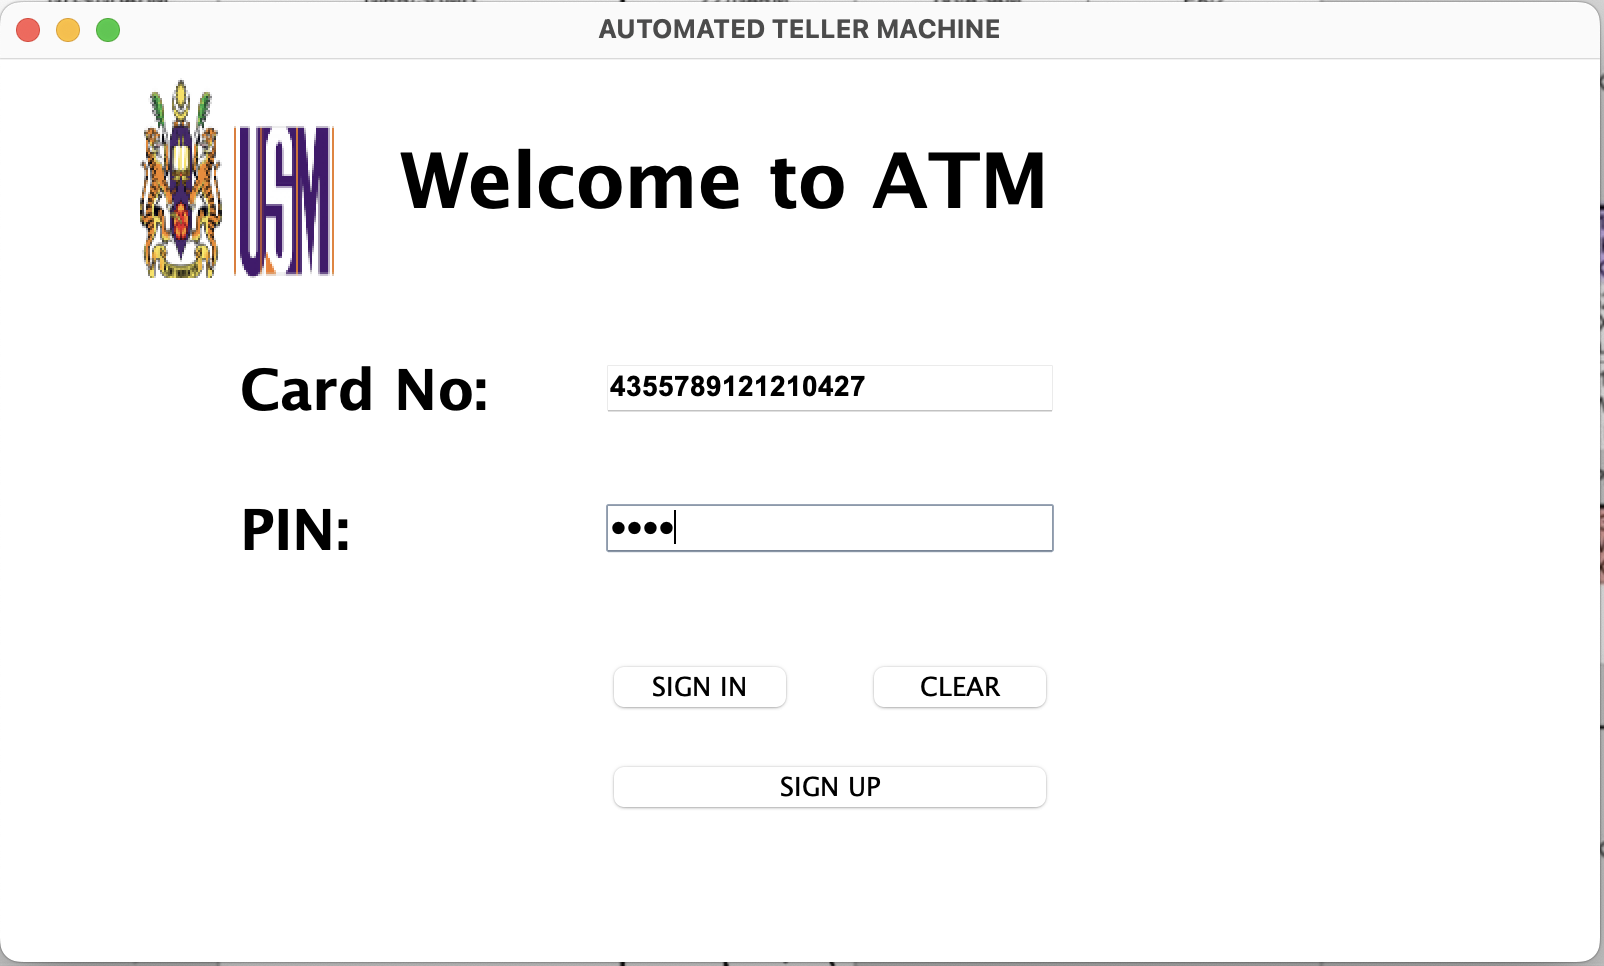 AUTOMATED TELLER MACHINE
USM
Welcome to ATM
Card No:
4355789121210427
PIN:
••••
SIGN IN
CLEAR
SIGN UP